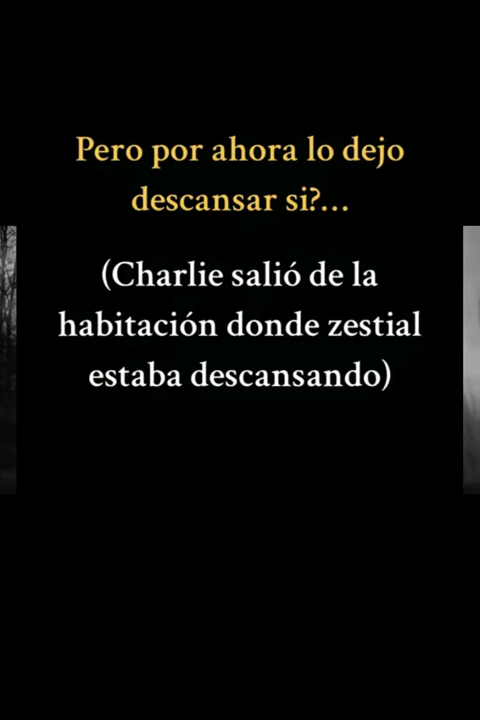 Pero por ahora lo dejo
descansar si?...
(Charlie salió de la
habitación donde zestial
estaba descansando)